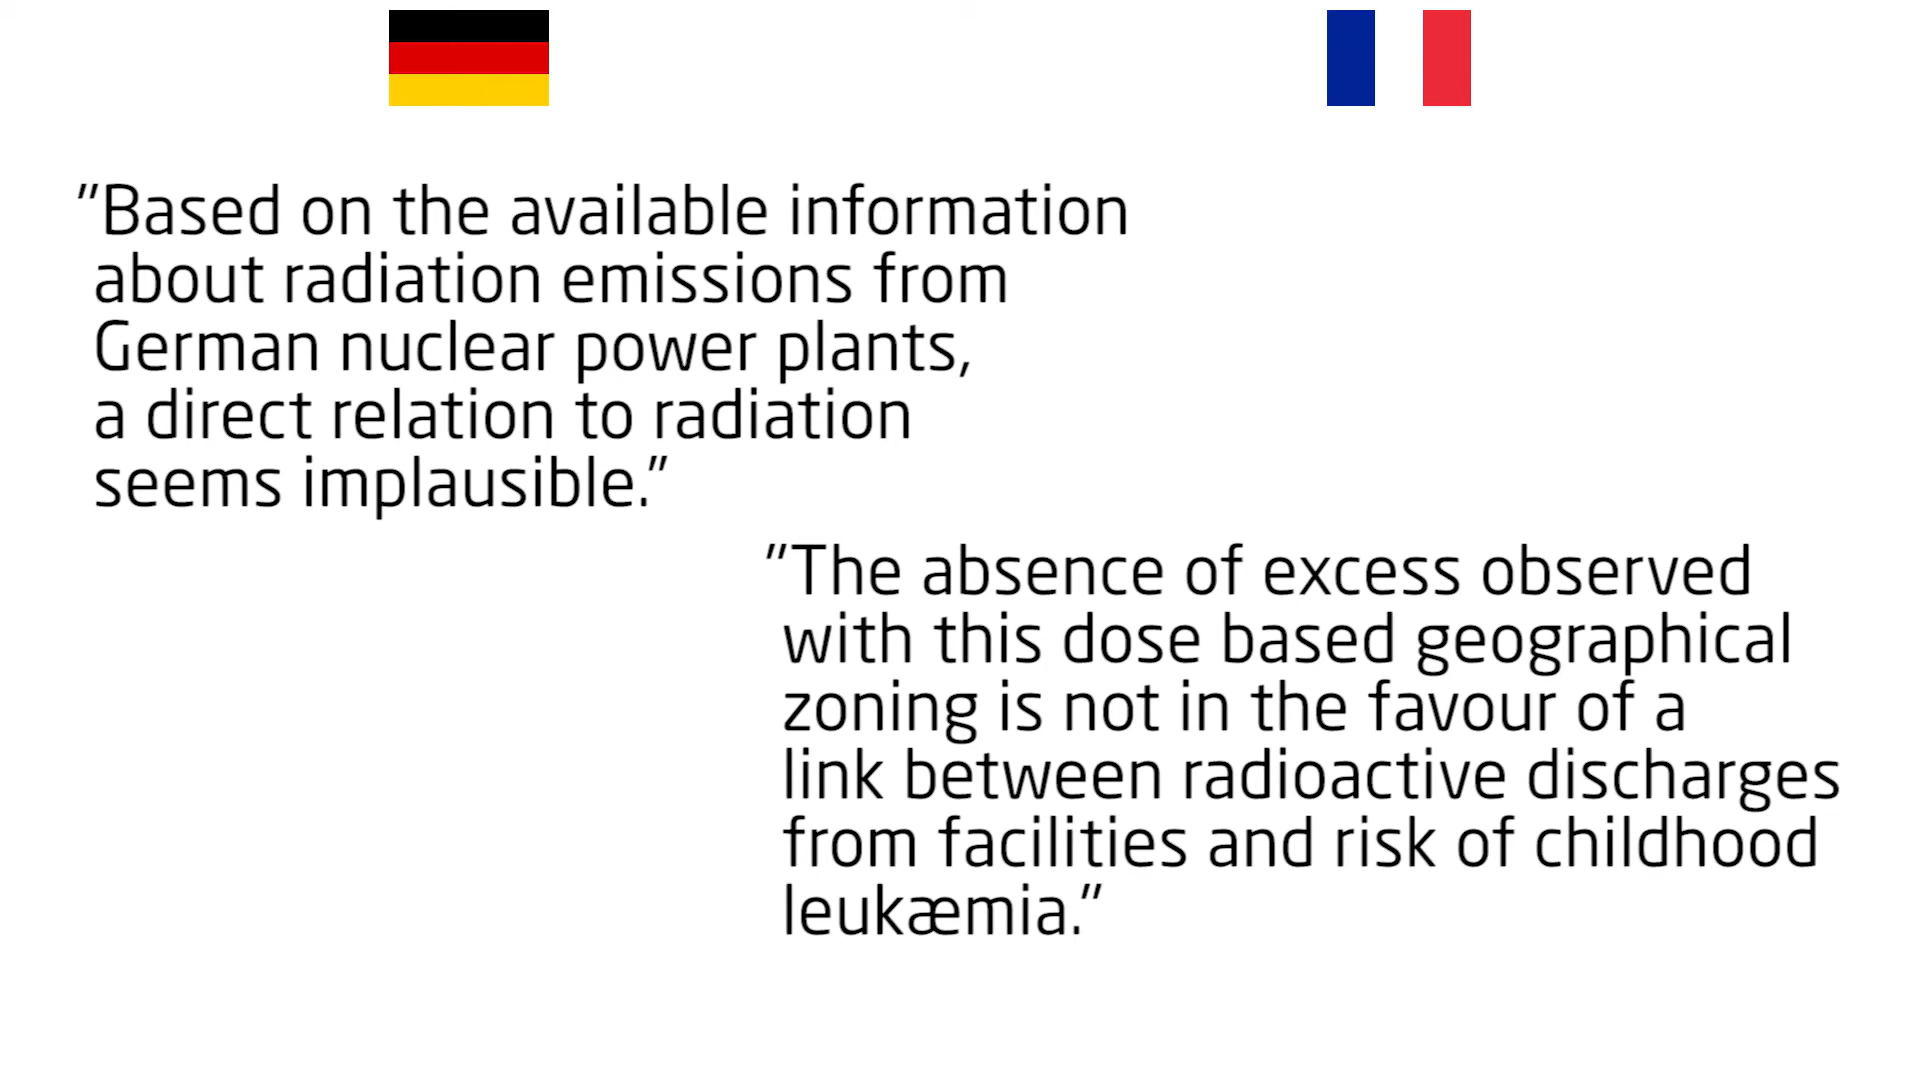 "Based on the available information
about radiation emissions from
German nuclear power plants,
a direct relation to radiation
seems implausible."
"The absence of excess observed
with this dose based geographical
zoning is not in the favour of a
link between radioactive discharges
from facilities and risk of childhood
leukæmia."